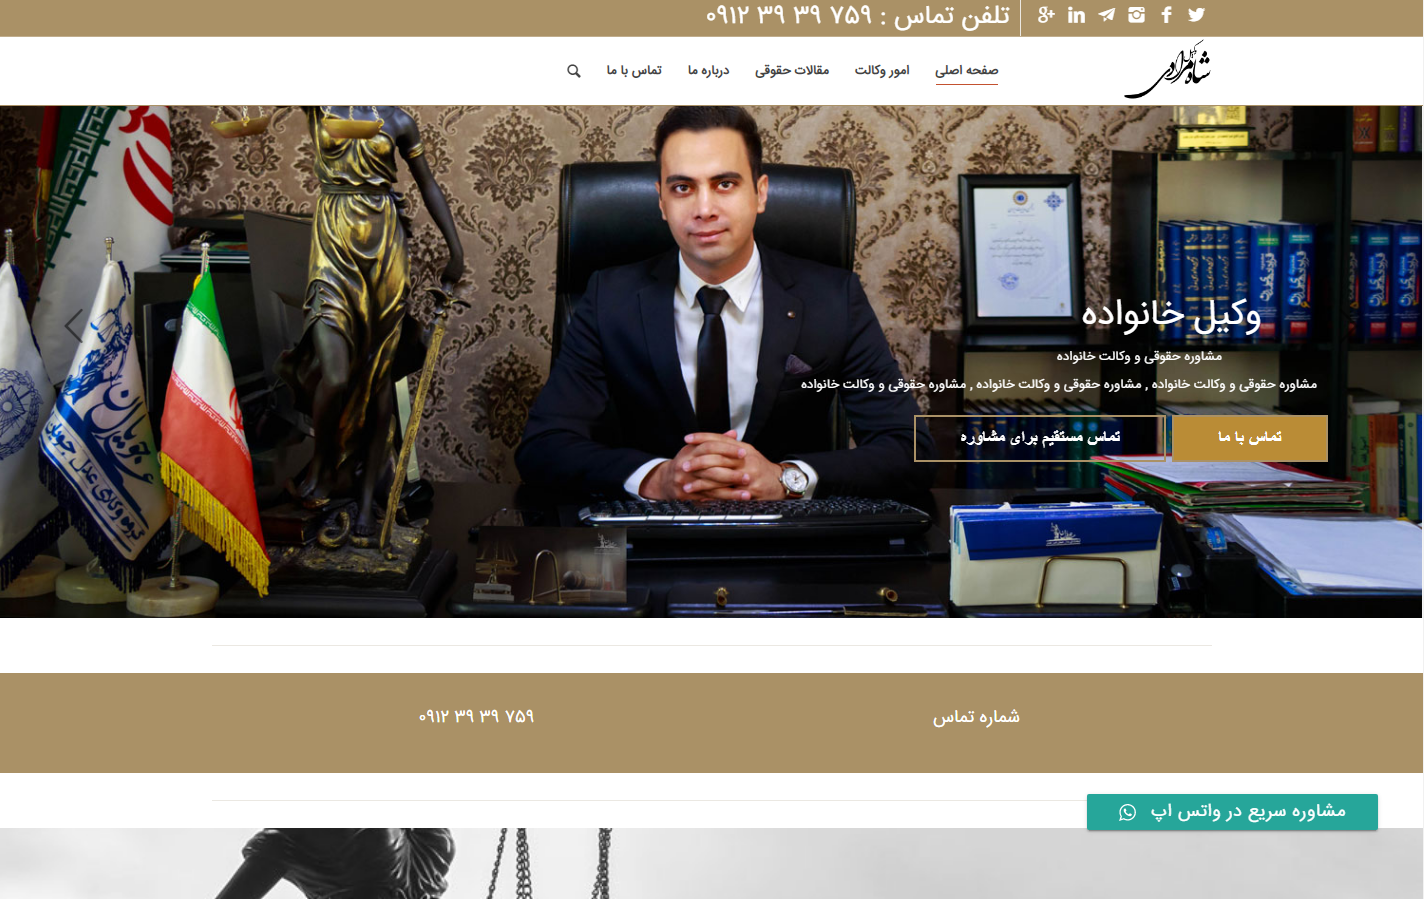 تلفن تماس : ۰۹۱۲ ۳۹ ۳۹ ۷۵۹
وکیل
شاه مرادی
صفحه اصلی
امور وکالت
مقالات حقوقی
درباره ما
تماس با ما
وکیل خانواده
مشاوره حقوقی و وکالت خانواده
مشاوره حقوقی و وکالت خانواده , مشاوره حقوقی و وکالت خانواده , مشاوره حقوقی و وکالت خانواده
تماس با ما
تماس مستقیم برای مشاوره
شماره تماس
۰۹۱۲ ۳۹ ۳۹ ۷۵۹
مشاوره سریع در واتس اپ